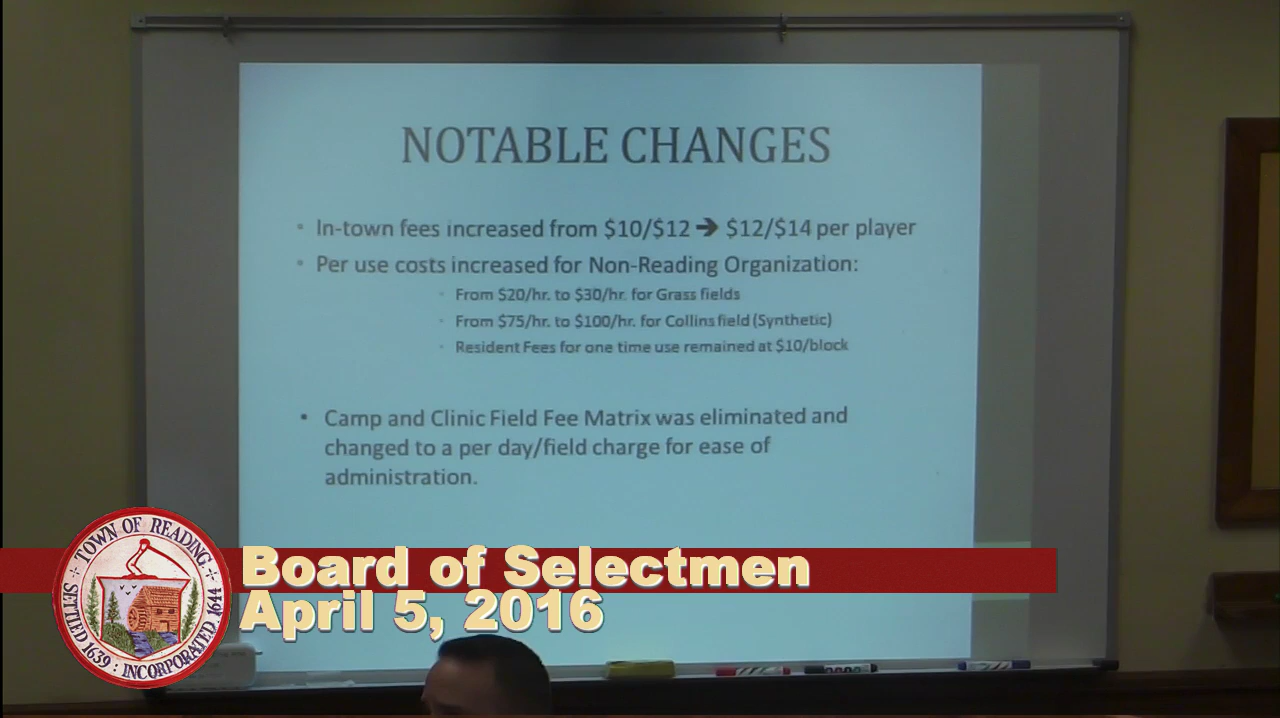 NOTABLE CHANGES
• In-town fees increased from $10/$12 ➔ $12/$14 per player
• Per use costs increased for Non-Reading Organization:
◦ From $20/hr. to $30/hr. for Grass fields
◦ From $75/hr. to $100/hr. for Collins field (Synthetic)
◦ Resident Fees for one time use remained at $10/block
• Camp and Clinic Field Fee Matrix was eliminated and
changed to a per day/field charge for ease of
administration.
TOWN OF READING
SETTLED 1639 : INCORPORATED 1644
Board of Selectmen
April 5, 2016